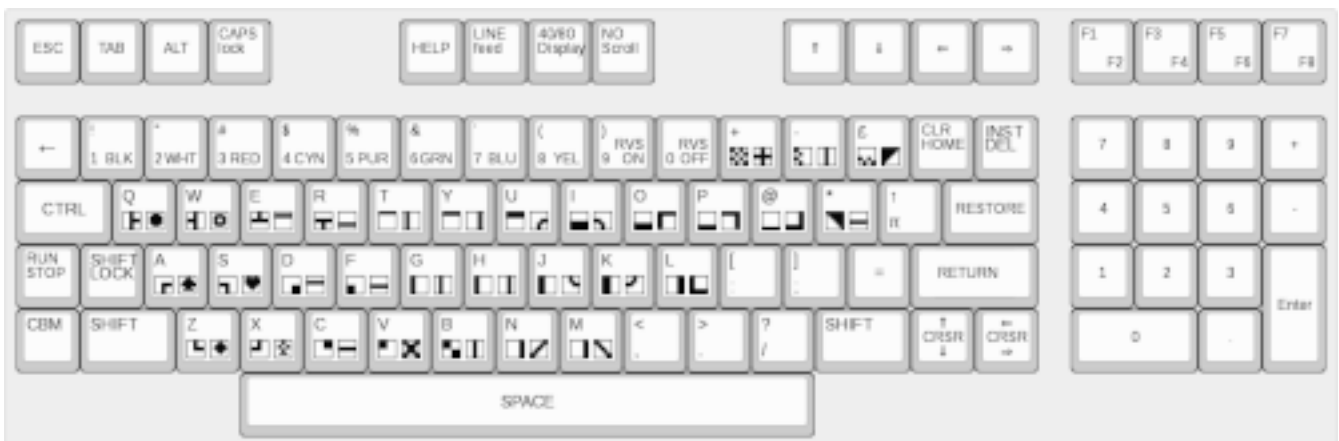 ESC TAB ALT CAPS lock HELP LINE feed 40/80 Display NO Scroll ↑ ↓ ← → F1 F2 F3 F4 F5 F6 F7 F8
← ! 1 BLK " 2 WHT # 3 RED $ 4 CYN % 5 PUR & 6 GRN ' 7 BLU ( 8 YEL ) 9 RVS ON 0 RVS OFF + - £ CLR HOME INST DEL 7 8 9 +
CTRL Q W E R T Y U I O P @ * ↑ π RESTORE 4 5 6 -
RUN STOP SHIFT LOCK A S D F G H J K L [ : ] ; = RETURN 1 2 3
CBM SHIFT Z X C V B N M < , > . ? / SHIFT ↑ CRSR ↓ ← CRSR → 0 . Enter
SPACE